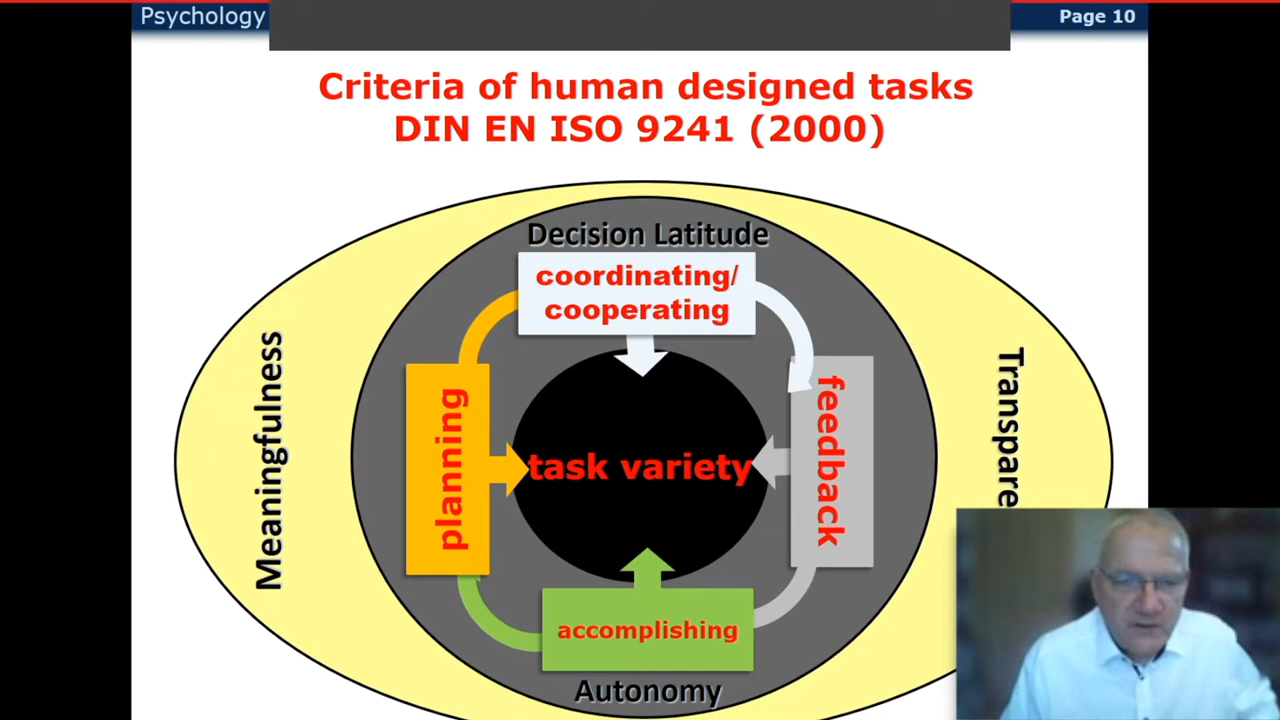 Psychology
Page 10
Criteria of human designed tasks
DIN EN ISO 9241 (2000)
Decision Latitude
coordinating/
cooperating
Meaningfulness
planning
task variety
feedback
Transpare
accomplishing
Autonomy